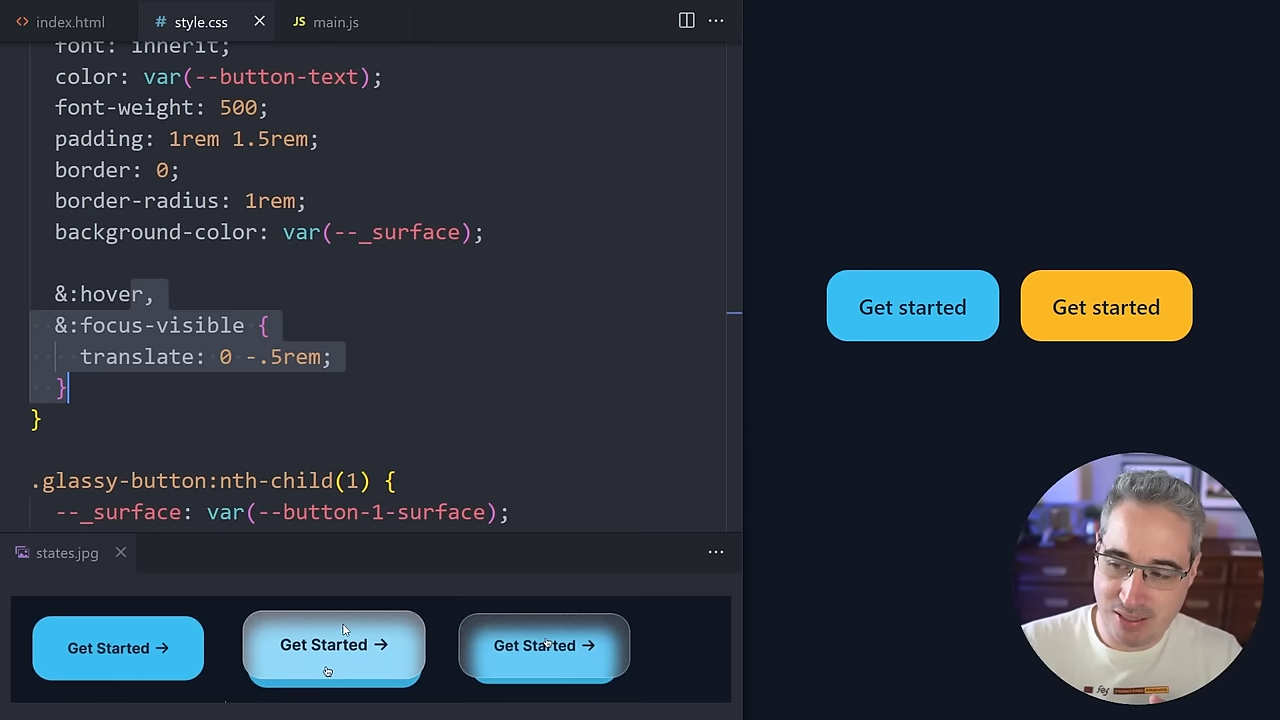 index.html
style.css
JS main.js
font: inherit;
color: var(--button-text);
font-weight: 500;
padding: 1rem 1.5rem;
border: 0;
border-radius: 1rem;
background-color: var(--_surface);
&:hover,
&:focus-visible {
translate: 0 -.5rem;
}
}
.glassy-button:nth-child(1) {
--_surface: var(--button-1-surface);
states.jpg
Get Started →
Get Started →
Get Started →
Get started
Get started